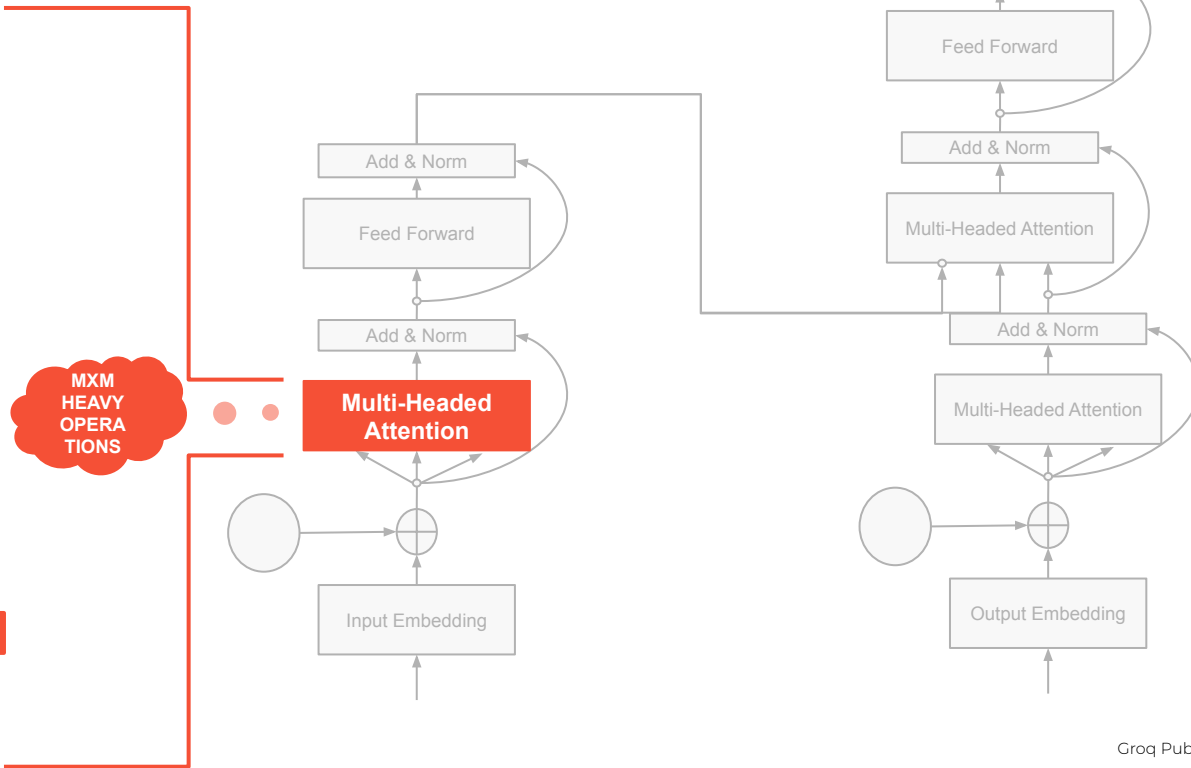 Feed Forward
Add & Norm
Multi-Headed Attention
Add & Norm
Multi-Headed Attention
Output Embedding
Add & Norm
Feed Forward
Add & Norm
Multi-Headed
Attention
Input Embedding
MXM
HEAVY
OPERA
TIONS
Groq Pub